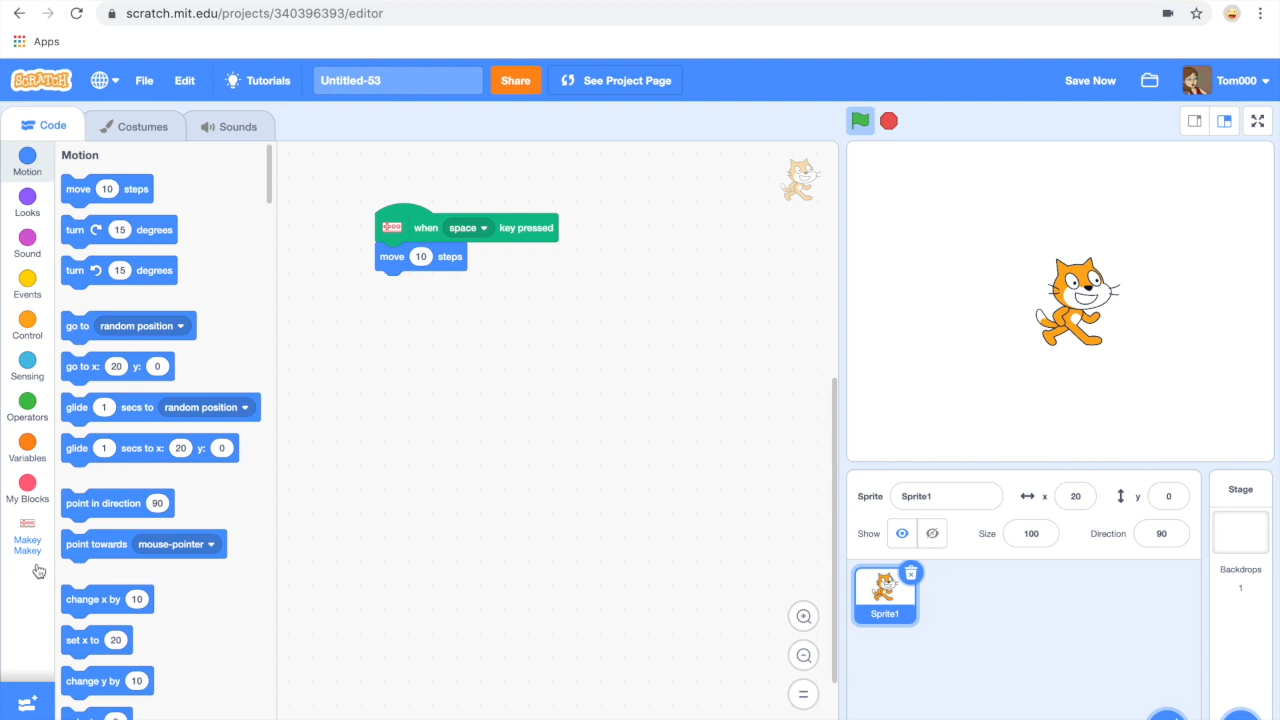 scratch.mit.edu/projects/340396393/editor
Apps
SCRATCH
File
Edit
Tutorials
Untitled-53
Share
See Project Page
Save Now
Tom000
Code
Costumes
Sounds
Motion
Looks
Sound
Events
Control
Sensing
Operators
Variables
My Blocks
Makey
Makey
Motion
move 10 steps
turn 15 degrees
turn 15 degrees
go to random position
go to x: 20 y: 0
glide 1 secs to random position
glide 1 secs to x: 20 y: 0
point in direction 90
point towards mouse-pointer
change x by 10
set x to 20
change y by 10
when space key pressed
move 10 steps
Sprite Sprite1 x 20 y 0
Show Size 100 Direction 90
Sprite1
Stage
Backdrops
1